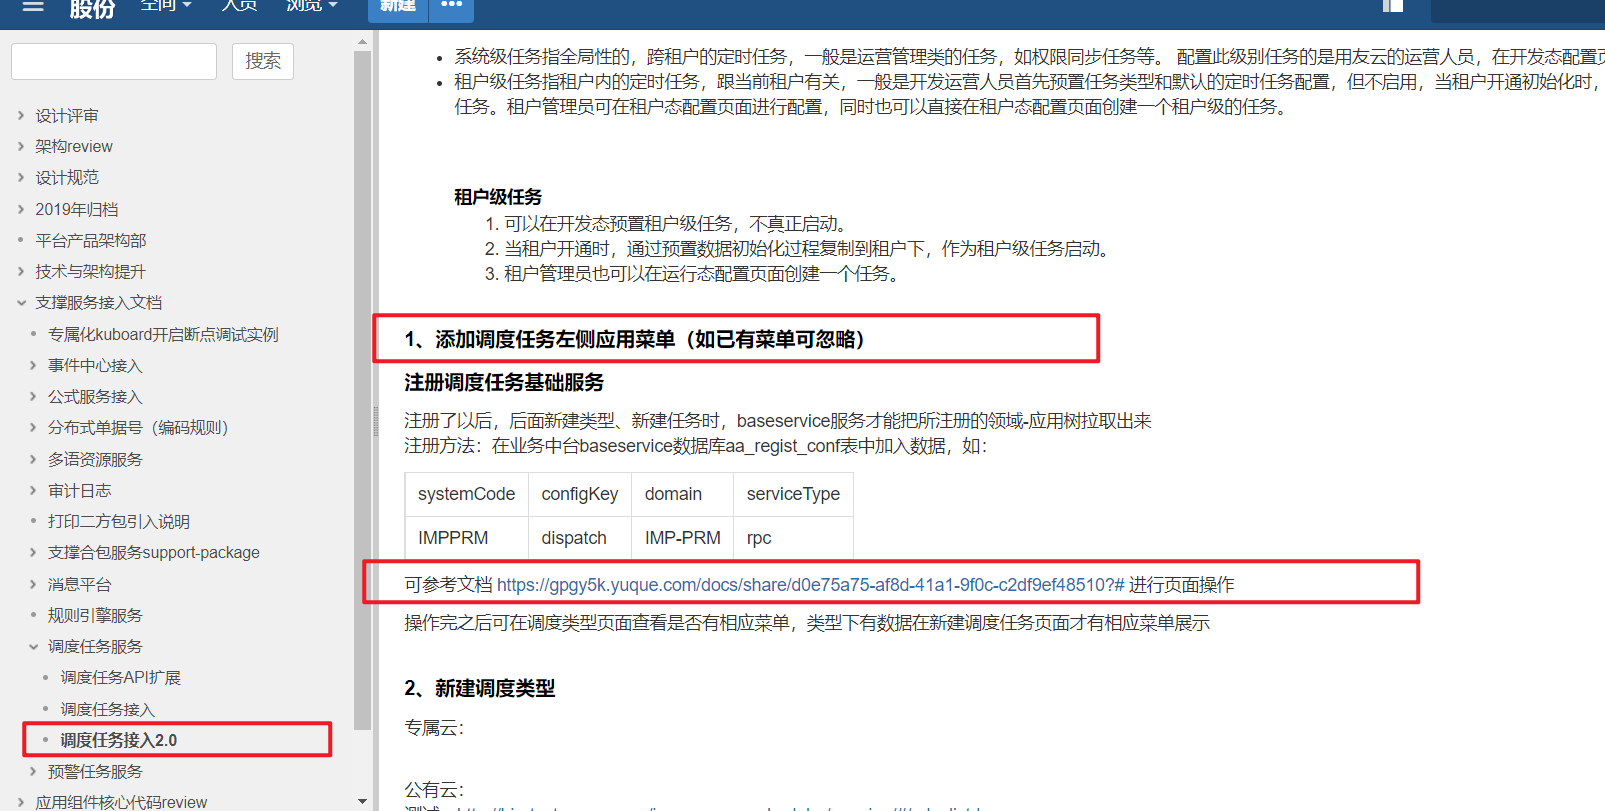 股份 空间 人员 浏览 新建 •••
搜索
设计评审
架构review
设计规范
2019年归档
平台产品架构部
技术与架构提升
支撑服务接入文档
专属化kuboard开启断点调试实例
事件中心接入
公式服务接入
分布式单据号（编码规则）
多语资源服务
审计日志
打印二方包引入说明
支撑合包服务support-package
消息平台
规则引擎服务
调度任务服务
调度任务API扩展
调度任务接入
调度任务接入2.0
预警任务服务
应用组件核心代码review
系统级任务指全局性的，跨租户的定时任务，一般是运营管理类的任务，如权限同步任务等。 配置此级别任务的是用友云的运营人员，在开发态配置页
租户级任务指租户内的定时任务，跟当前租户有关，一般是开发运营人员首先预置任务类型和默认的定时任务配置，但不启用，当租户开通初始化时，
任务。租户管理员可在租户态配置页面进行配置，同时也可以直接在租户态配置页面创建一个租户级的任务。
租户级任务
1. 可以在开发态预置租户级任务，不真正启动。
2. 当租户开通时，通过预置数据初始化过程复制到租户下，作为租户级任务启动。
3. 租户管理员也可以在运行态配置页面创建一个任务。
1、添加调度任务左侧应用菜单（如已有菜单可忽略）
注册调度任务基础服务
注册了以后，后面新建类型、新建任务时，baseservice服务才能把所注册的领域-应用树拉取出来
注册方法：在业务中台baseservice数据库aa_regist_conf表中加入数据，如：
systemCode configKey domain serviceType
IMPPRM dispatch IMP-PRM rpc
可参考文档 https://gpgy5k.yuque.com/docs/share/d0e75a75-af8d-41a1-9f0c-c2df9ef48510?# 进行页面操作
操作完之后可在调度类型页面查看是否有相应菜单，类型下有数据在新建调度任务页面才有相应菜单展示
2、新建调度类型
专属云：
公有云：